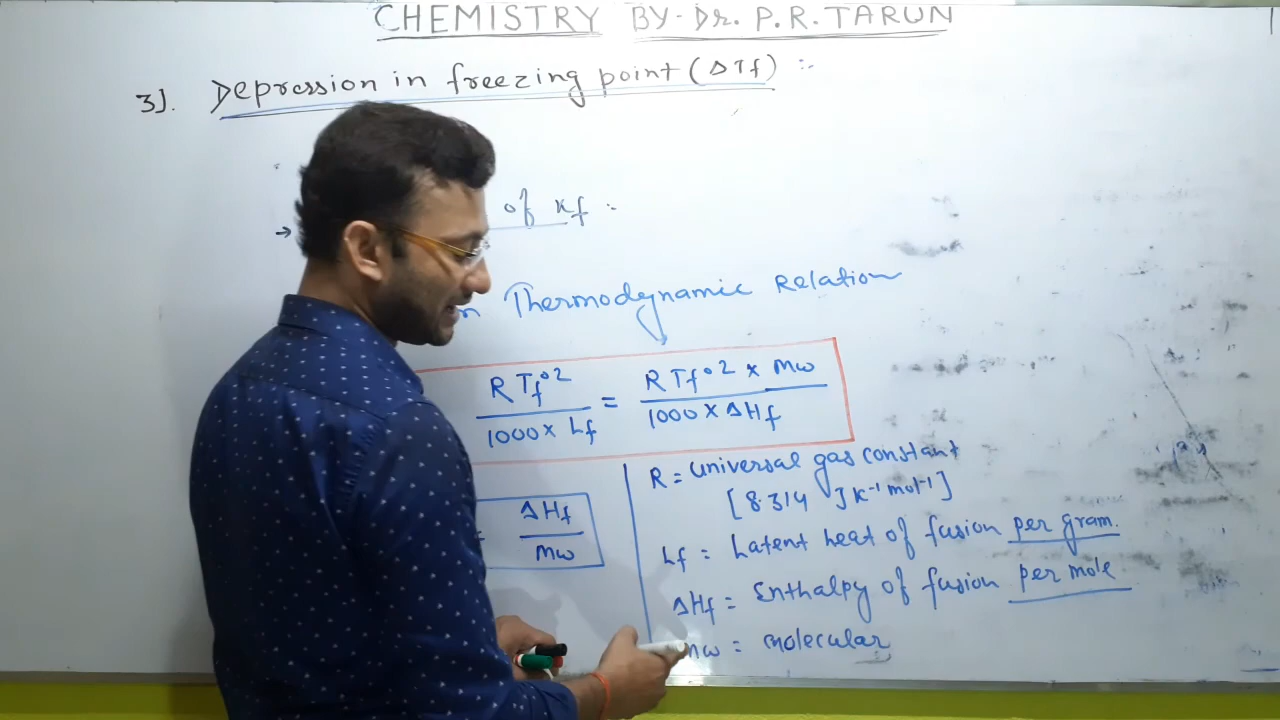 CHEMISTRY BY- Dr. P.R.TARUN
3]. Depression in freezing point (ΔTf) :-
→ of Kf :
Thermodynamic Relation
RTf°2 / 1000 x Lf = RTf°2 x Mw / 1000 x ΔHf
R = Universal gas constant
[8.314 J K-1 mol-1]
= ΔHf / Mw
Lf = Latent heat of fusion per gram.
ΔHf = Enthalpy of fusion per mole
mw = molecular